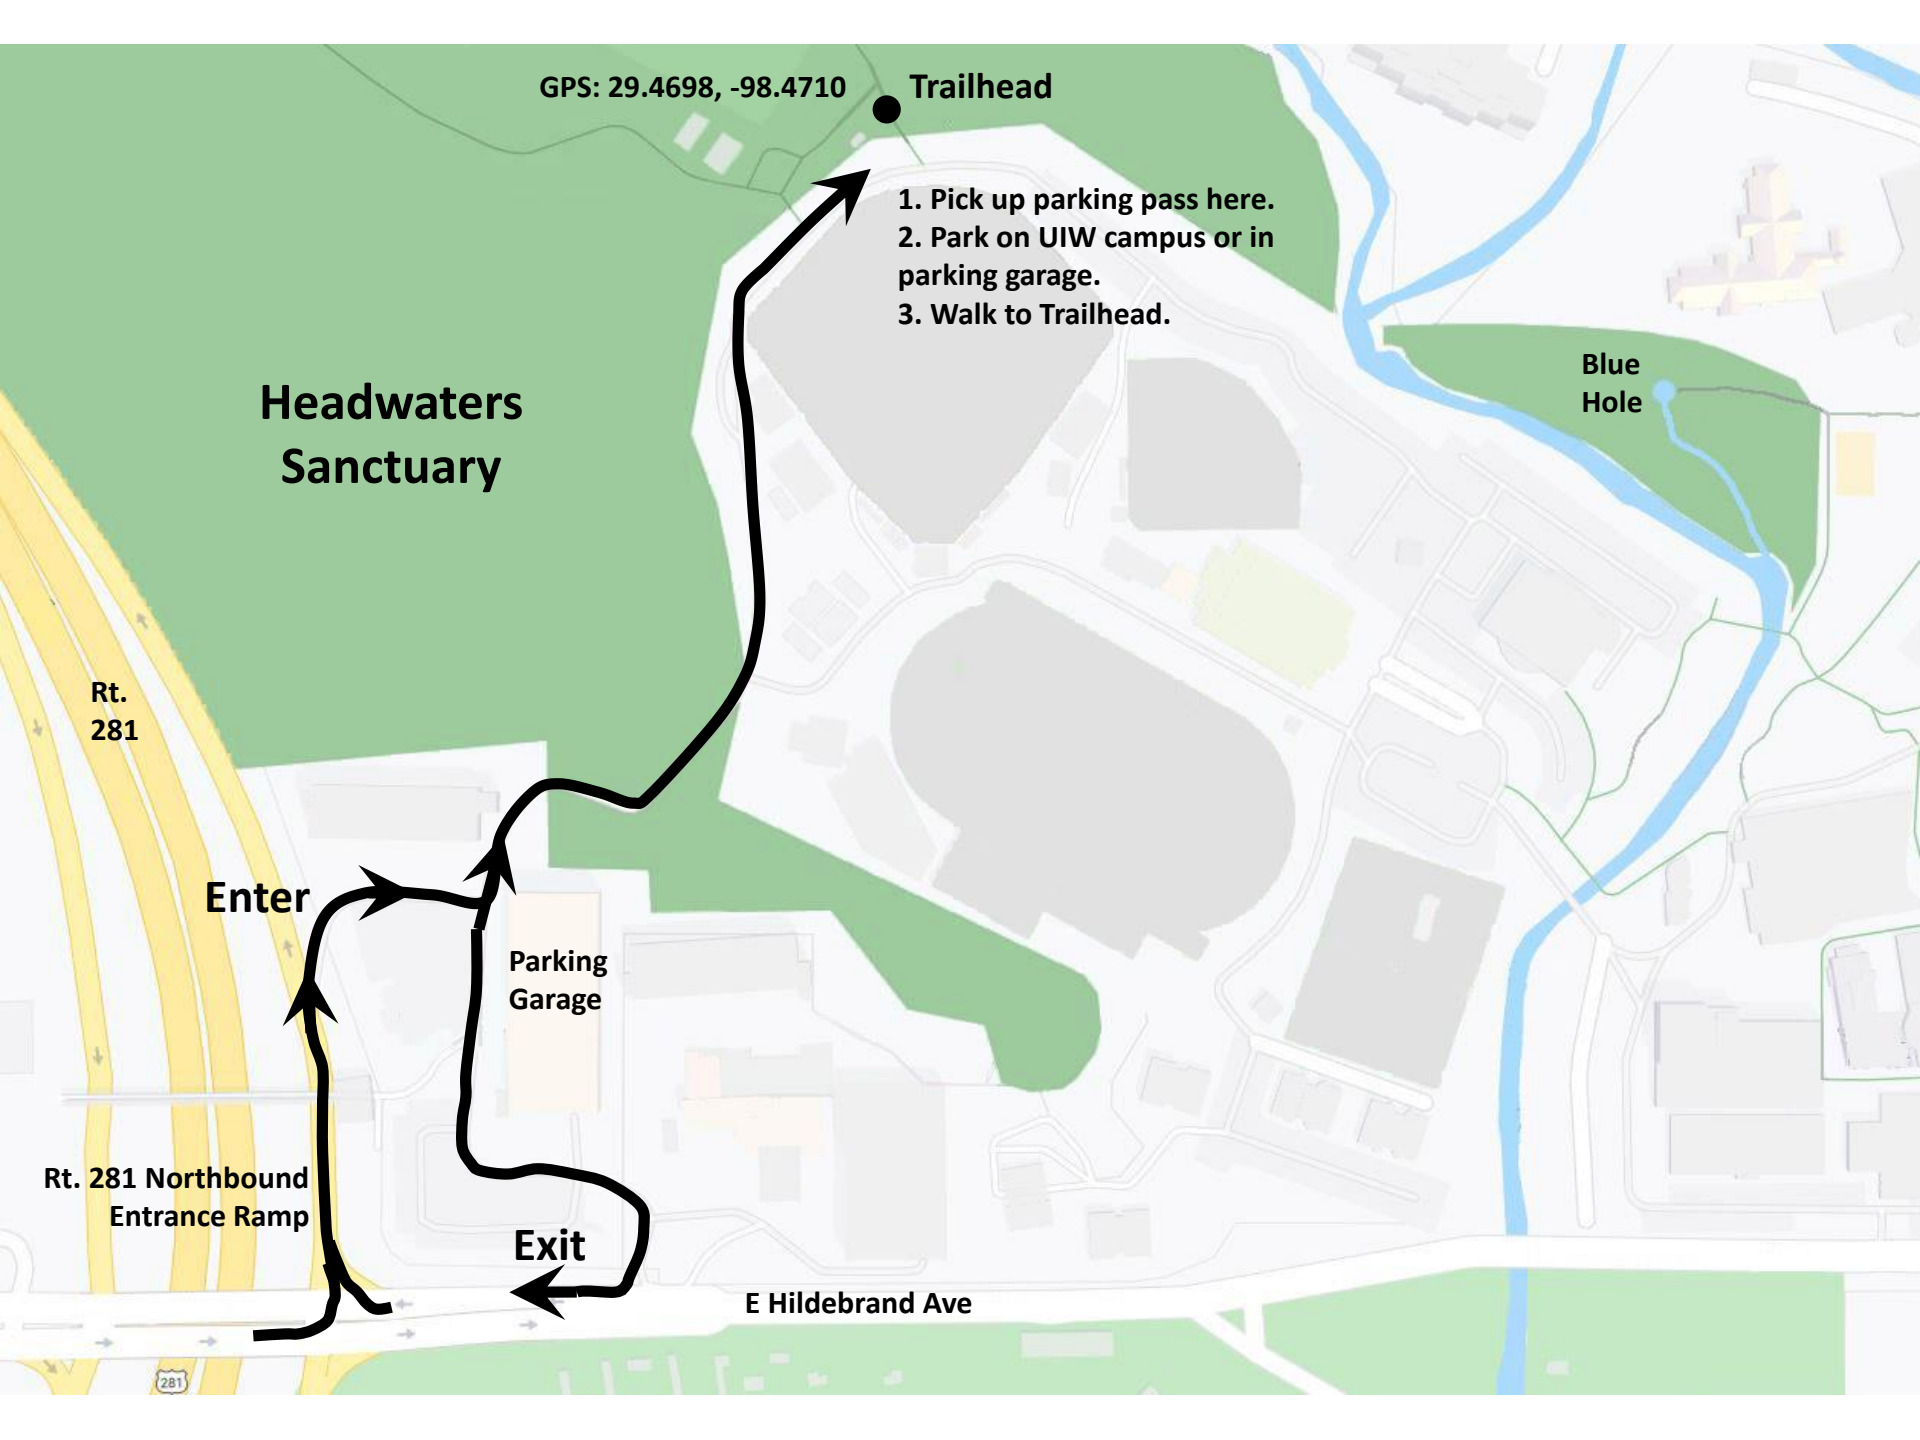 GPS: 29.4698, -98.4710
Trailhead
1. Pick up parking pass here.
2. Park on UIW campus or in
parking garage.
3. Walk to Trailhead.
Blue
Hole
Headwaters
Sanctuary
Rt.
281
Enter
Parking
Garage
Rt. 281 Northbound
Entrance Ramp
Exit
E Hildebrand Ave
281